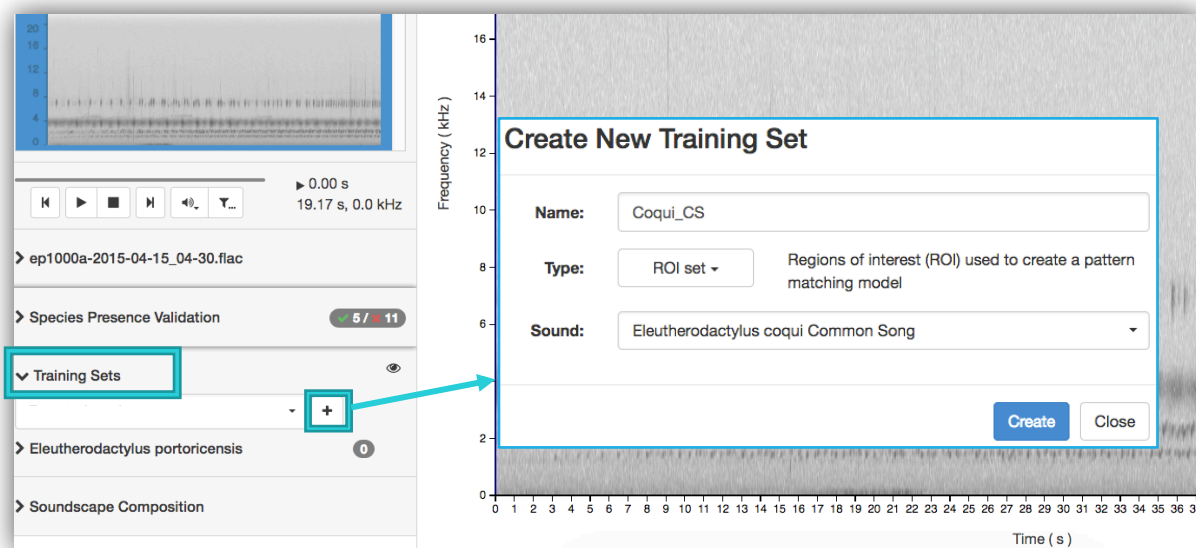 20
16
12
8
4
0
▶ 0.00 s
19.17 s, 0.0 kHz
ep1000a-2015-04-15_04-30.flac
Species Presence Validation
5 / 11
Training Sets
+
Eleutherodactylus portoricensis
0
Soundscape Composition
Frequency ( kHz )
16
14
12
10
8
6
2
0
Create New Training Set
Name:
Coqui_CS
Type:
ROI set
Regions of interest (ROI) used to create a pattern
matching model
Sound:
Eleutherodactylus coqui Common Song
Create
Close
0 1 2 3 4 5 6 7 8 9 10 11 12 13 14 15 16 17 18 19 20 21 22 23 24 25 26 27 28 29 30 31 32 33 34 35 36
Time ( s )